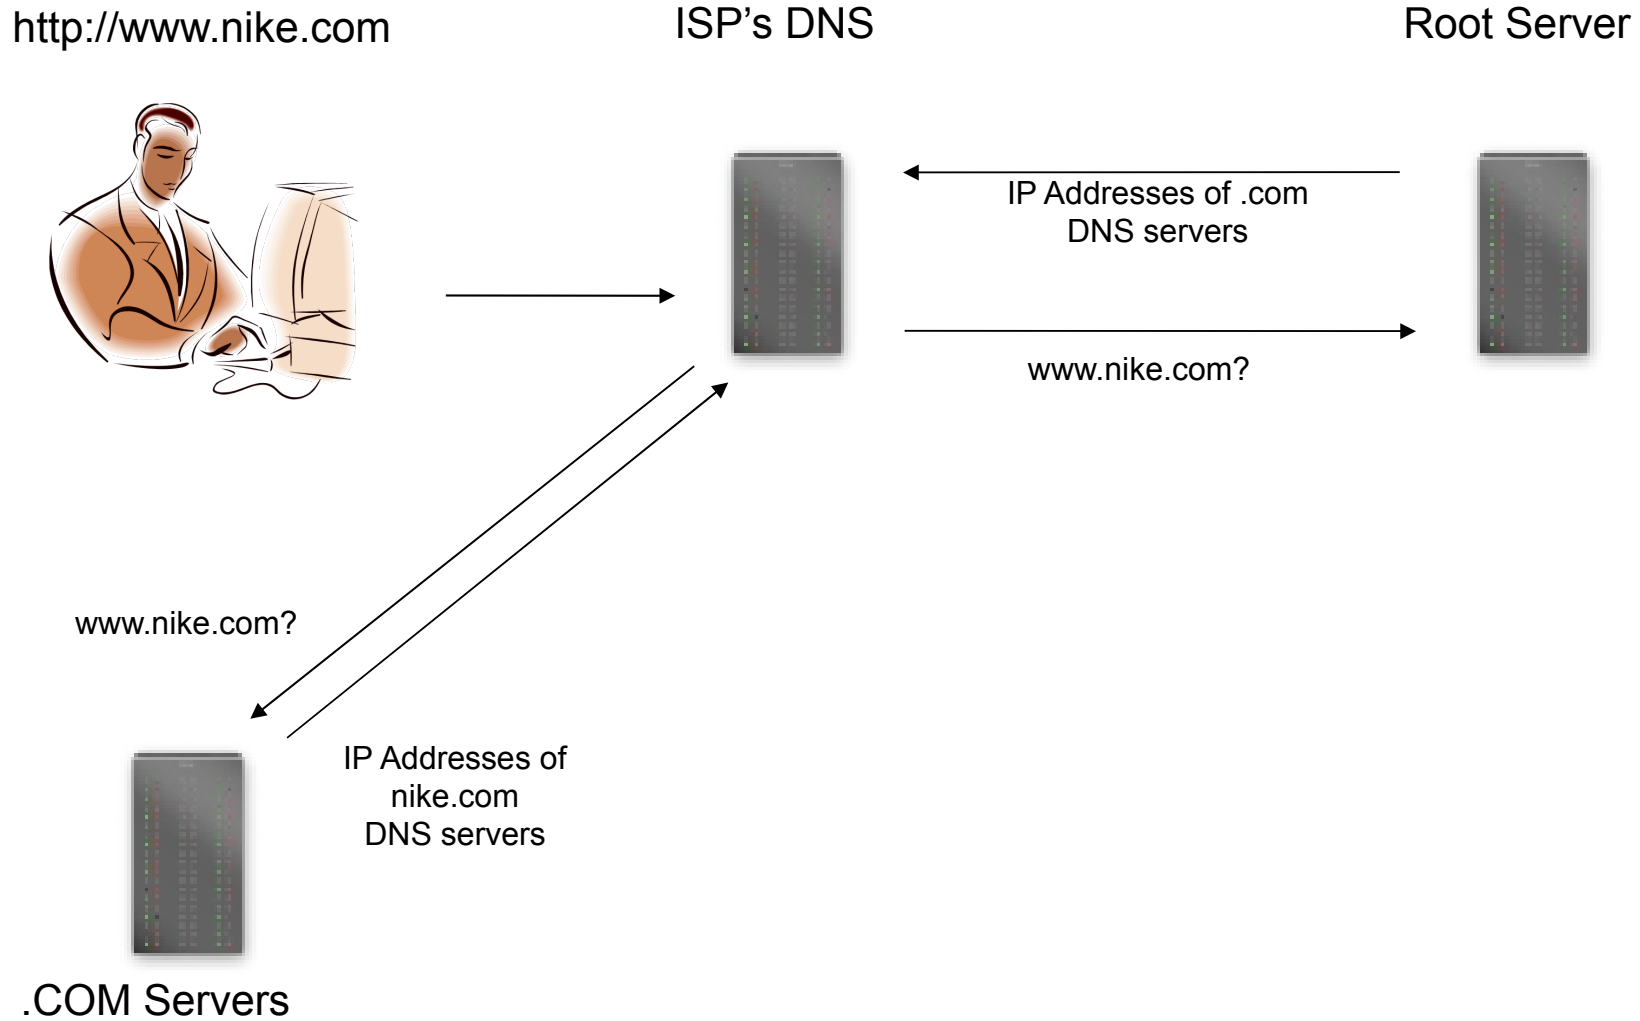 http://www.nike.com
ISP’s DNS
Root Server
IP Addresses of .com
DNS servers
www.nike.com?
www.nike.com?
IP Addresses of
nike.com
DNS servers
.COM Servers